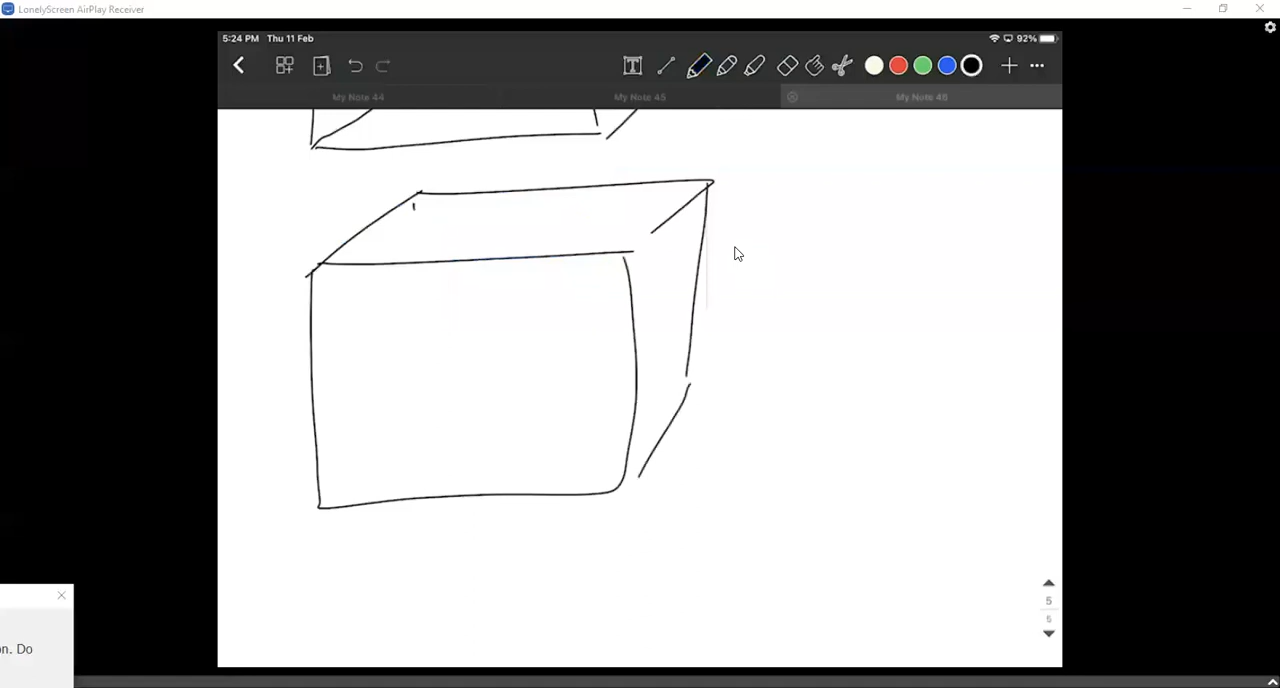 LonelyScreen AirPlay Receiver
5:24 PM Thu 11 Feb
92%
T
My Note 44
My Note 45
My Note 46
5
5
on. Do